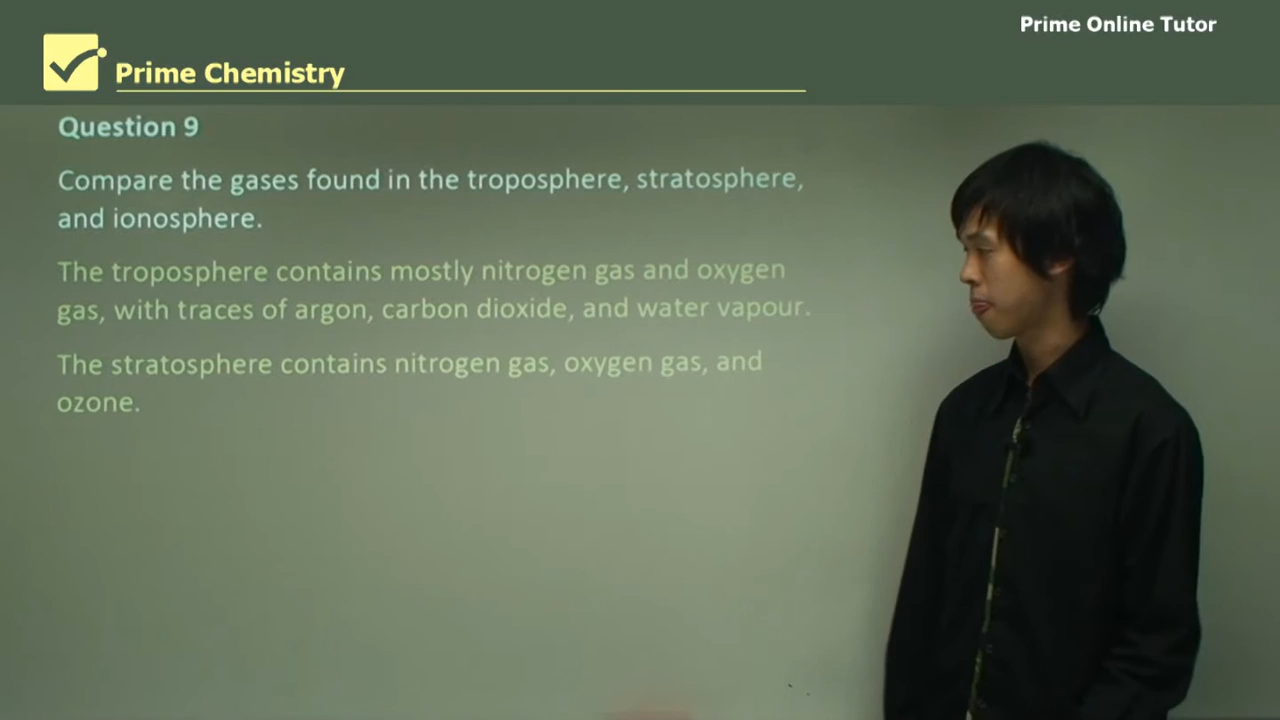 Prime Online Tutor
Prime Chemistry
Question 9
Compare the gases found in the troposphere, stratosphere,
and ionosphere.
The troposphere contains mostly nitrogen gas and oxygen
gas, with traces of argon, carbon dioxide, and water vapour.
The stratosphere contains nitrogen gas, oxygen gas, and
ozone.